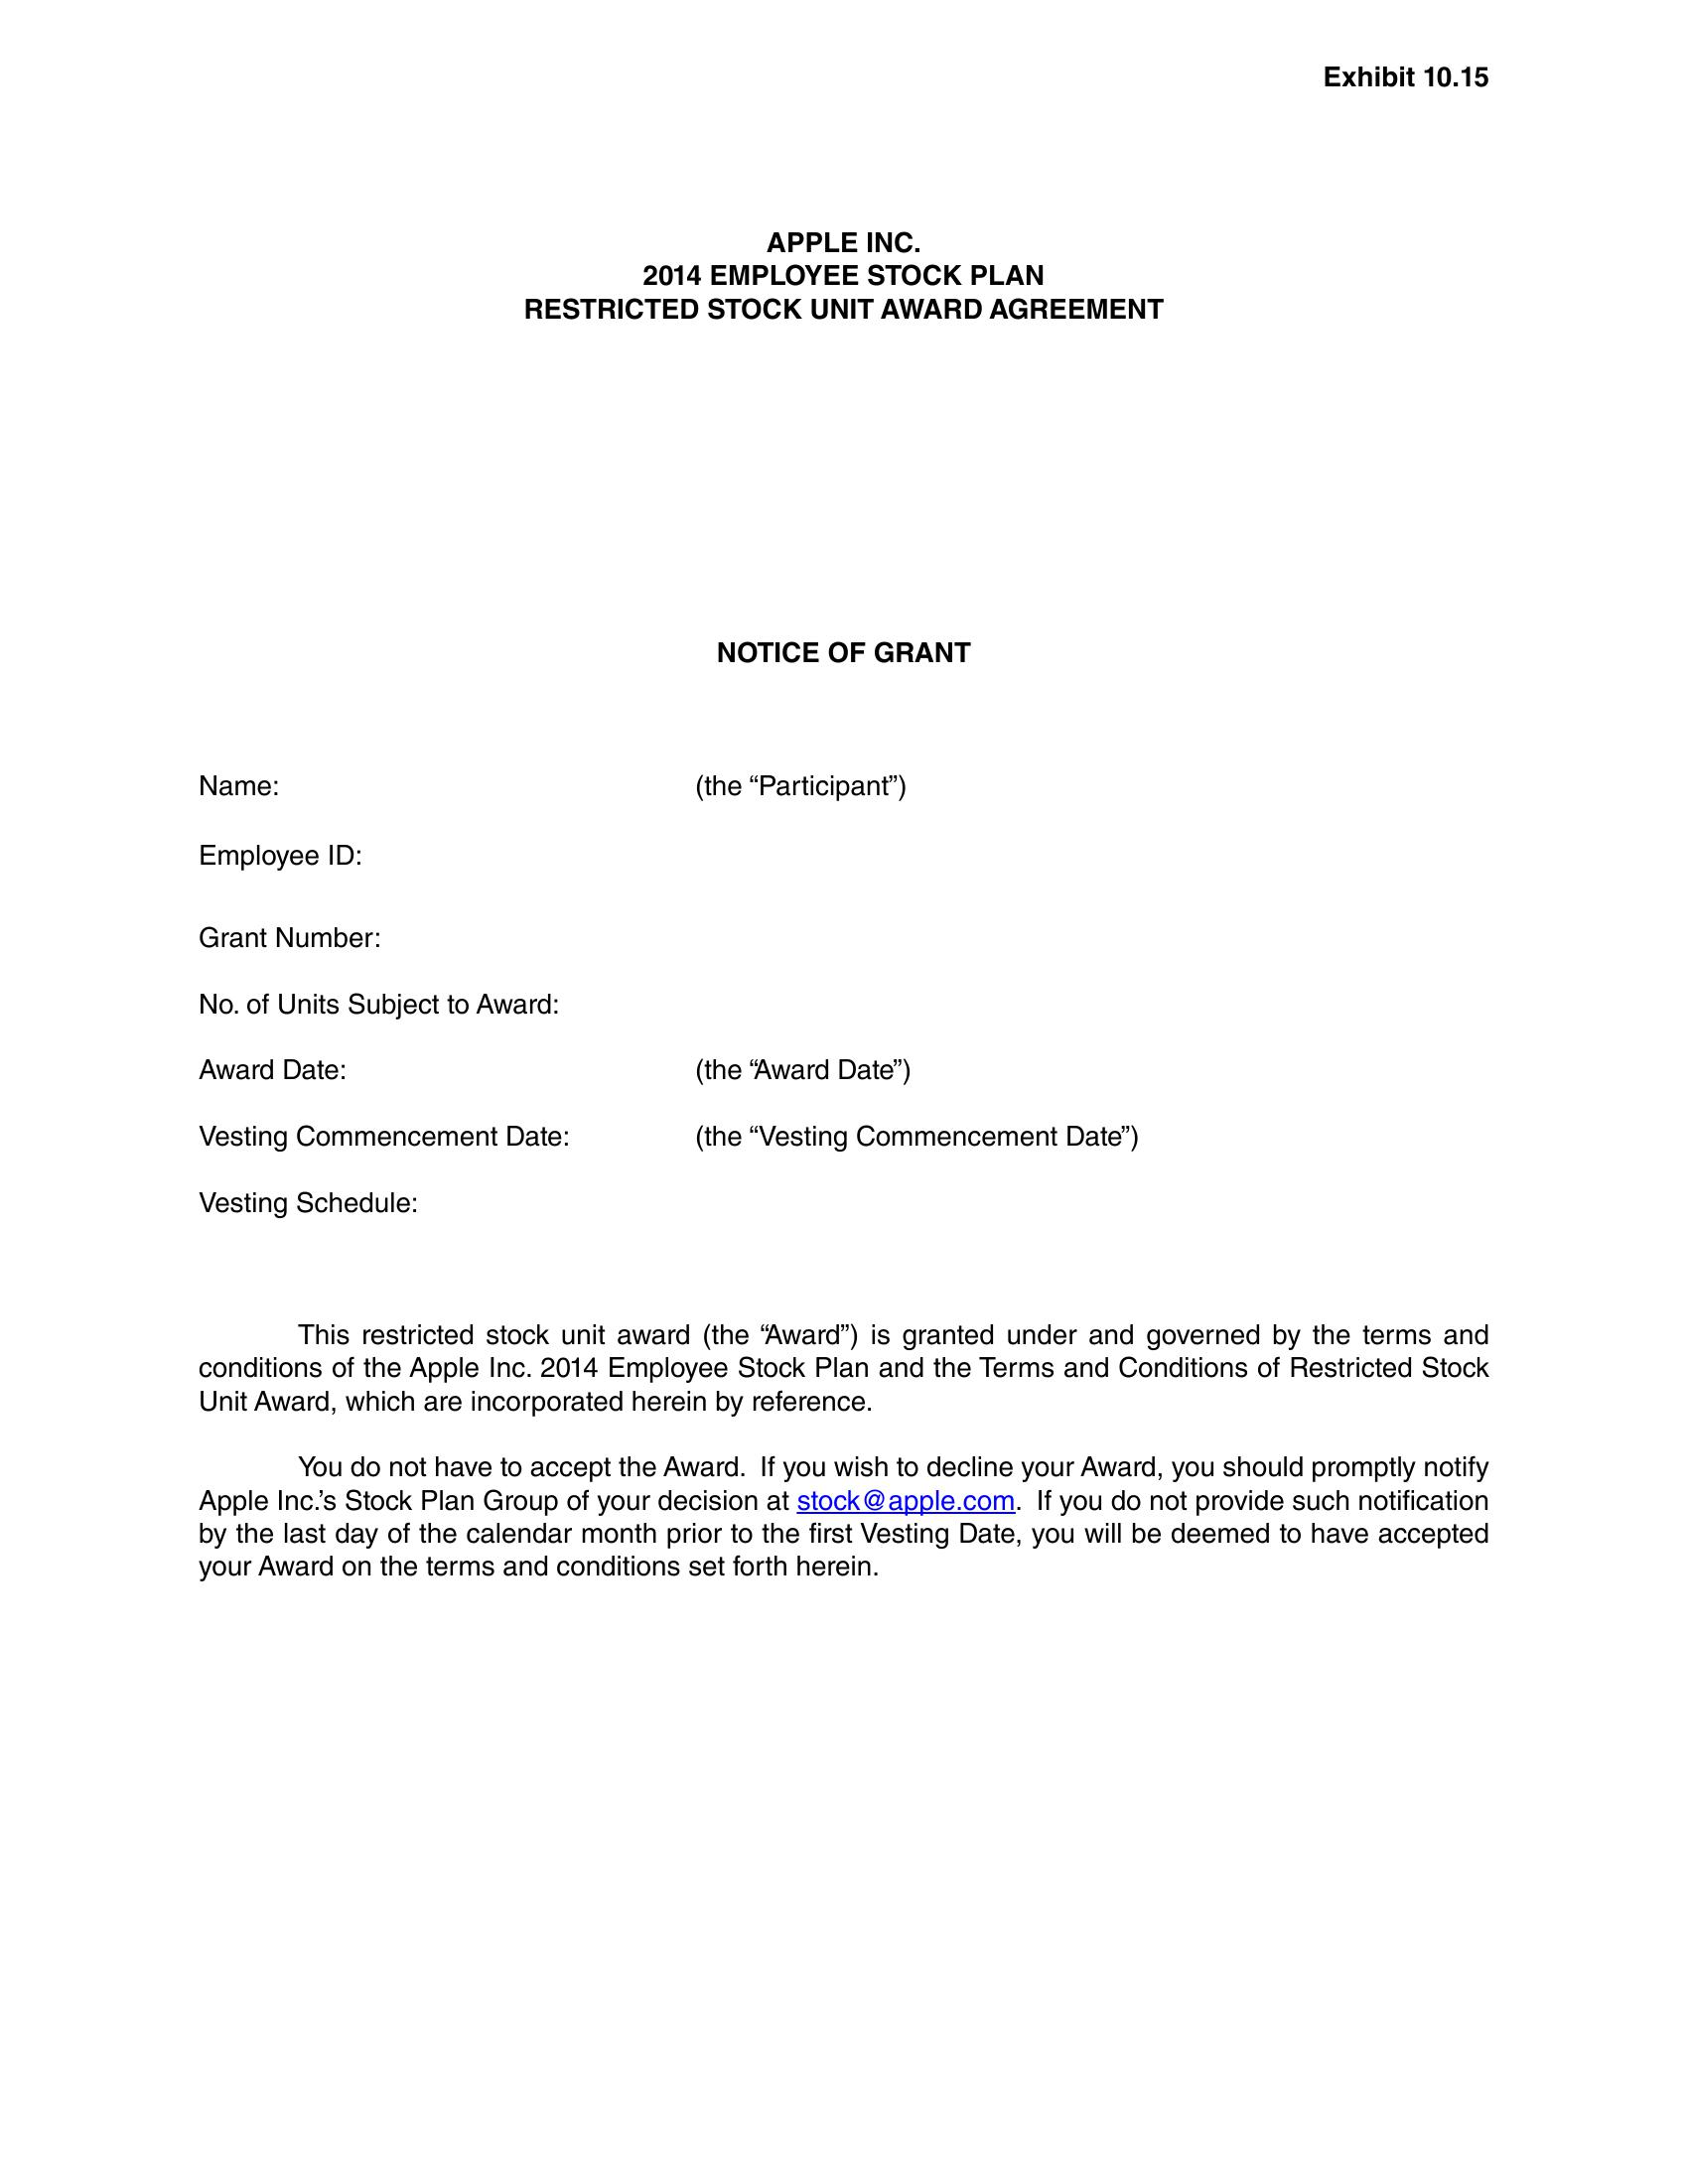 Exhibit 10.15
APPLE INC.
2014 EMPLOYEE STOCK PLAN
RESTRICTED STOCK UNIT AWARD AGREEMENT
NOTICE OF GRANT
Name: (the “Participant”)
Employee ID:
Grant Number:
No. of Units Subject to Award:
Award Date: (the “Award Date”)
Vesting Commencement Date: (the “Vesting Commencement Date”)
Vesting Schedule:
This restricted stock unit award (the “Award”) is granted under and governed by the terms and
conditions of the Apple Inc. 2014 Employee Stock Plan and the Terms and Conditions of Restricted Stock
Unit Award, which are incorporated herein by reference.
You do not have to accept the Award.  If you wish to decline your Award, you should promptly notify
Apple Inc.’s Stock Plan Group of your decision at stock@apple.com.  If you do not provide such notification
by the last day of the calendar month prior to the first Vesting Date, you will be deemed to have accepted
your Award on the terms and conditions set forth herein.